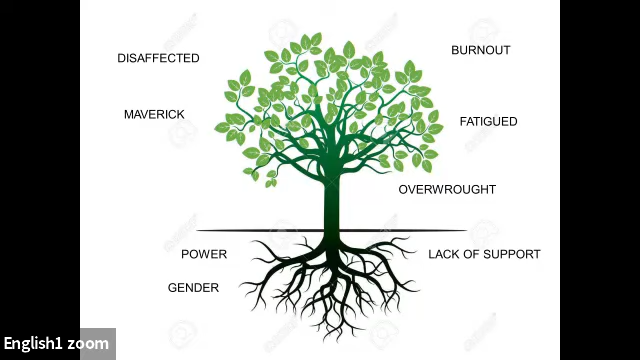 DISAFFECTED
BURNOUT
MAVERICK
FATIGUED
OVERWROUGHT
POWER
LACK OF SUPPORT
GENDER
English1 zoom